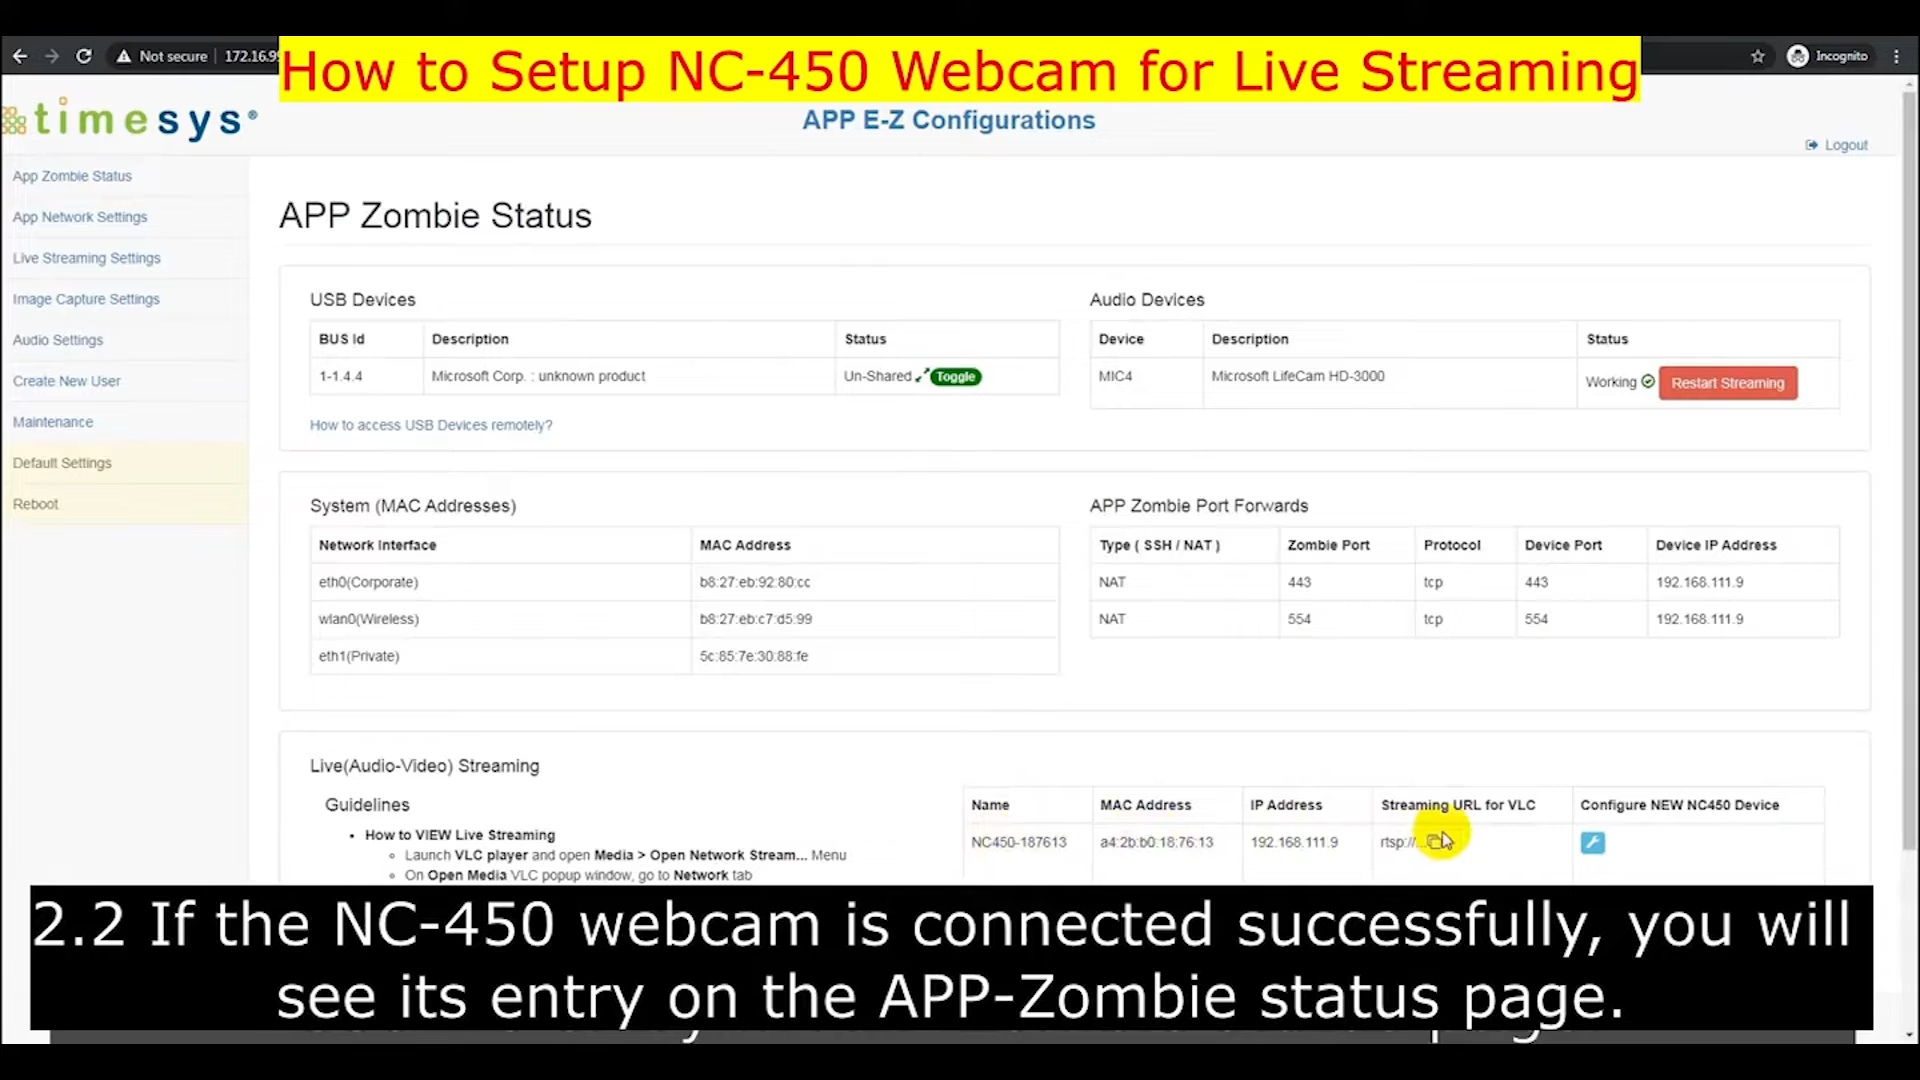 How to Setup NC-450 Webcam for Live Streaming
Not secure
172.16.9
Incognito
timesys®
APP E-Z Configurations
Logout
App Zombie Status
App Network Settings
Live Streaming Settings
Image Capture Settings
Audio Settings
Create New User
Maintenance
Default Settings
Reboot
APP Zombie Status
USB Devices
BUS Id Description Status
1-1.4.4 Microsoft Corp. : unknown product Un-Shared Toggle
How to access USB Devices remotely?
Audio Devices
Device Description Status
MIC4 Microsoft LifeCam HD-3000 Working Restart Streaming
System (MAC Addresses)
Network Interface MAC Address
eth0(Corporate) b8:27:eb:92:80:cc
wlan0(Wireless) b8:27:eb:c7:d5:99
eth1(Private) 5c:85:7e:30:88:fe
APP Zombie Port Forwards
Type ( SSH / NAT ) Zombie Port Protocol Device Port Device IP Address
NAT 443 tcp 443 192.168.111.9
NAT 554 tcp 554 192.168.111.9
Live(Audio-Video) Streaming
Guidelines
• How to VIEW Live Streaming
Launch VLC player and open Media > Open Network Stream... Menu
On Open Media VLC popup window, go to Network tab
Name MAC Address IP Address Streaming URL for VLC Configure NEW NC450 Device
NC450-187613 a4:2b:b0:18:76:13 192.168.111.9 rtsp://...
2.2 If the NC-450 webcam is connected successfully, you will
see its entry on the APP-Zombie status page.